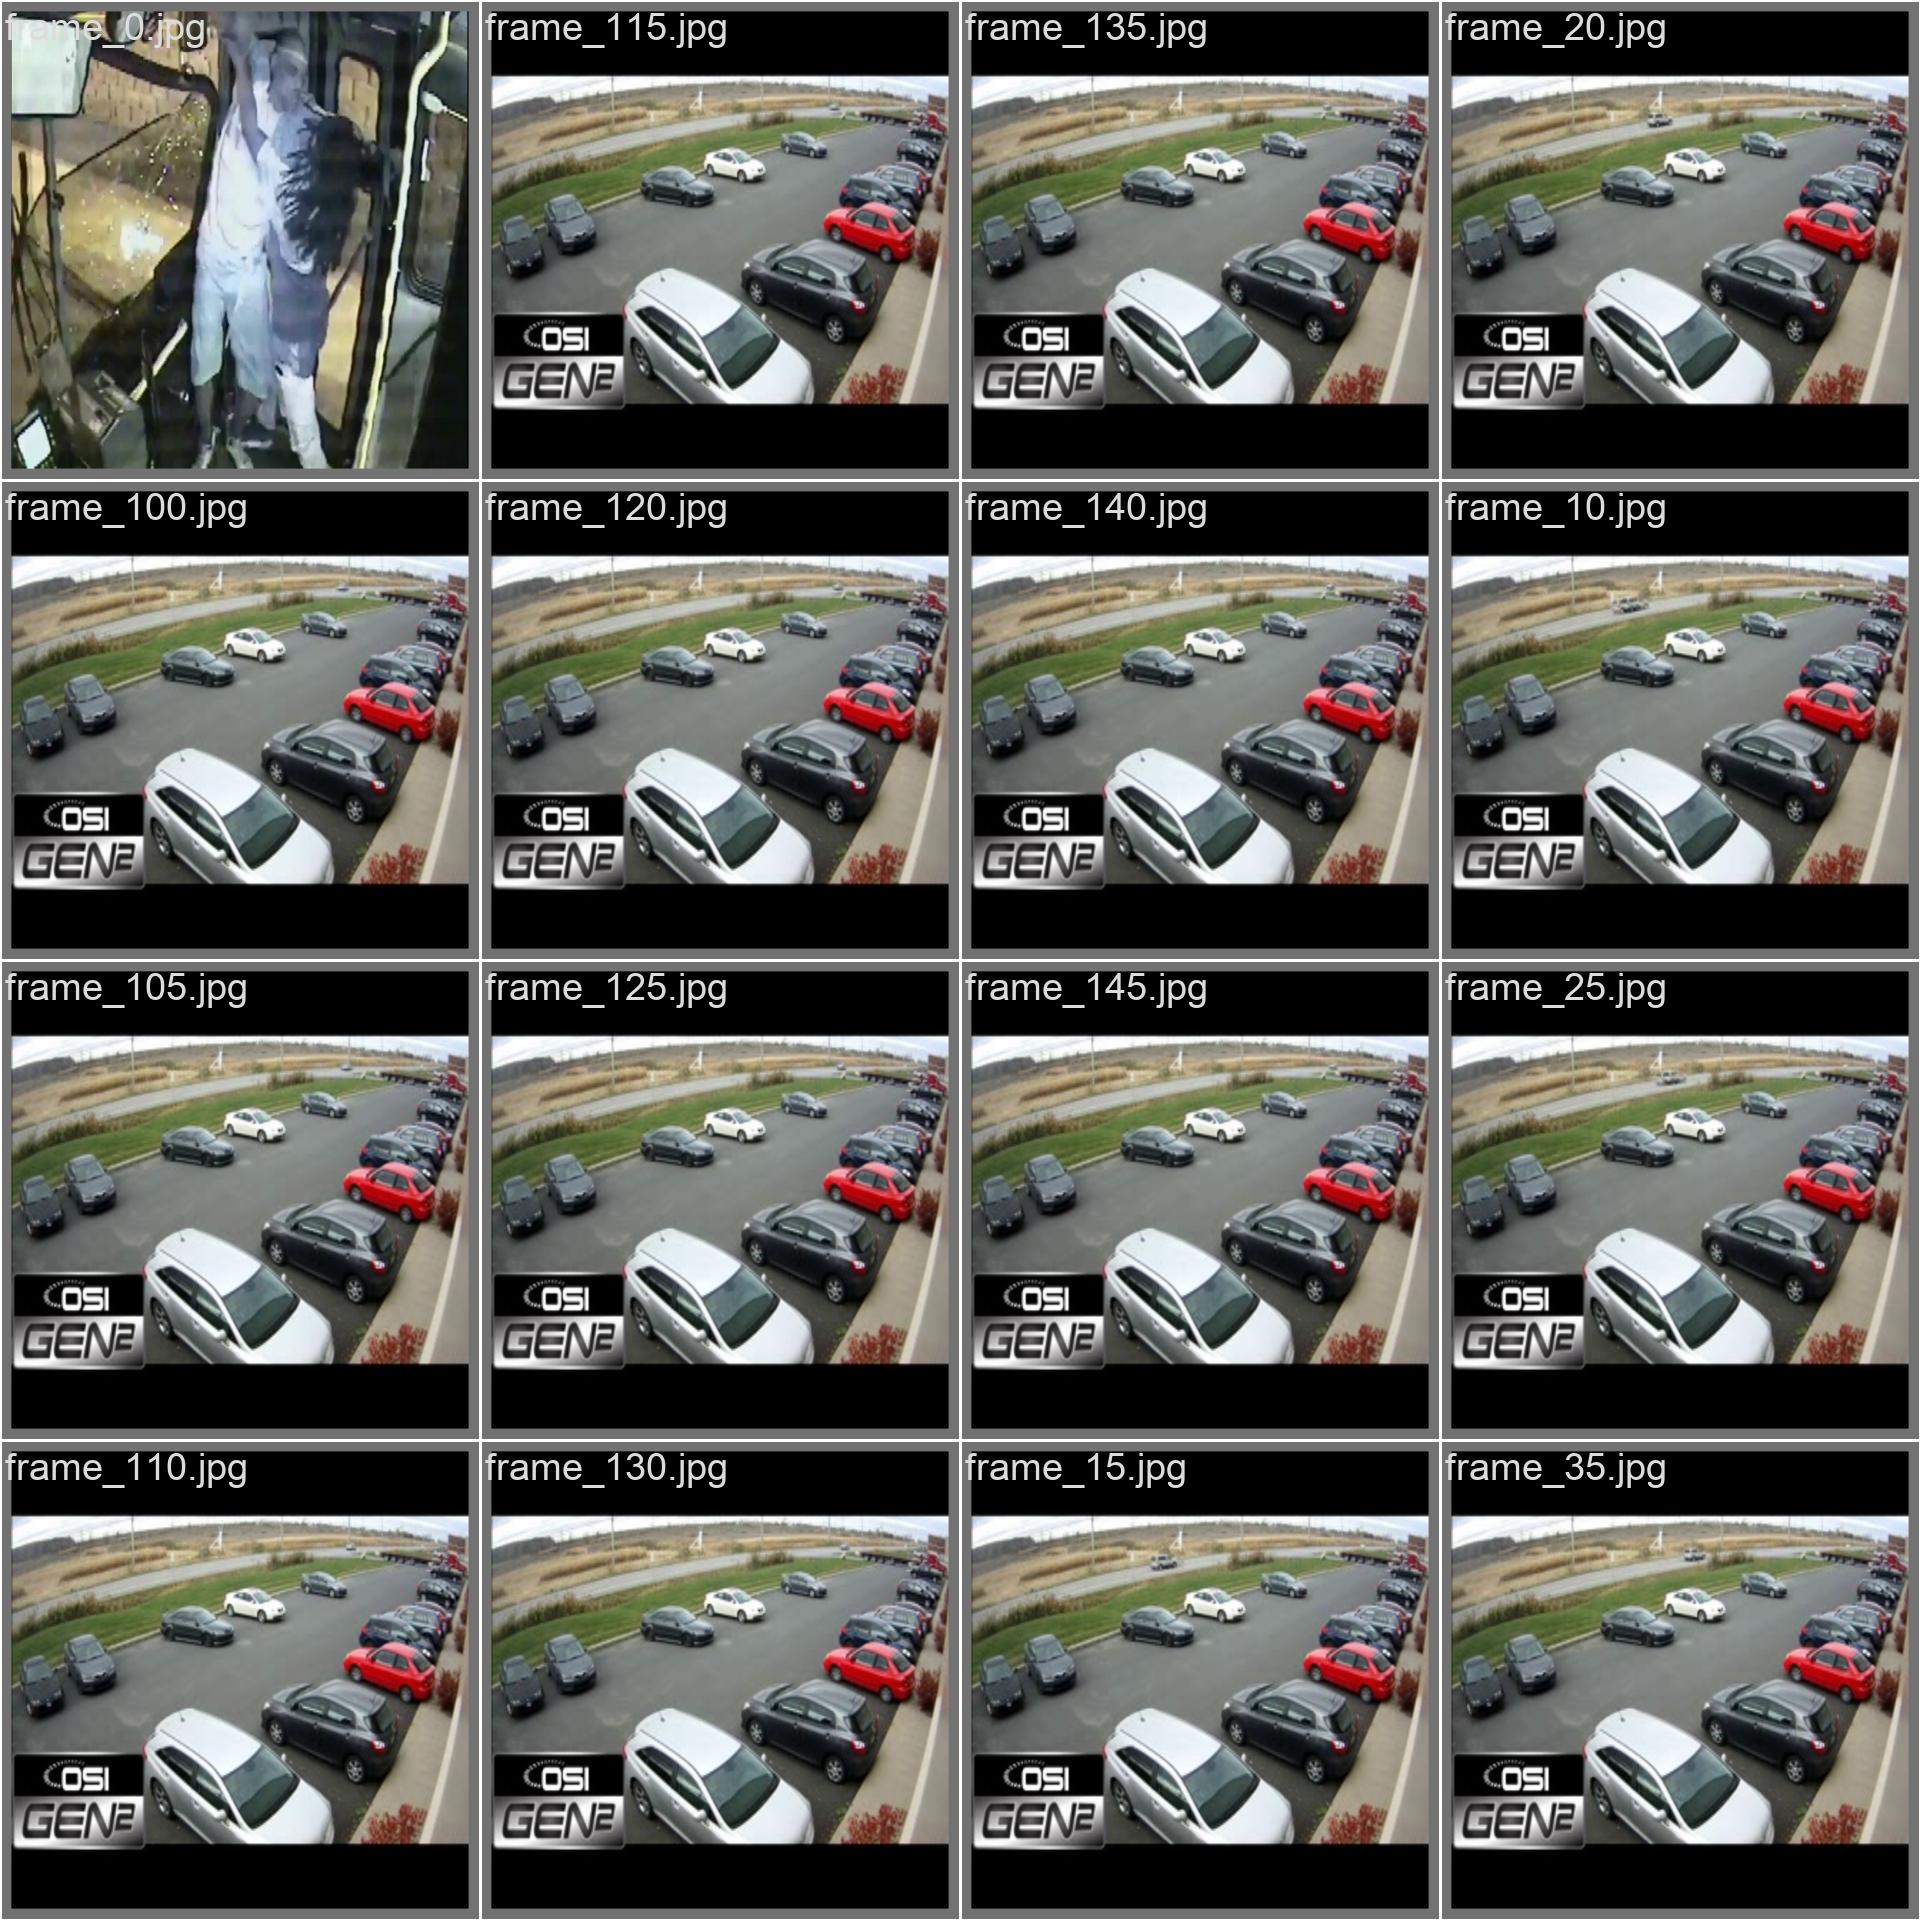 frame_0.jpg
frame_115.jpg
OSI
GEN2
frame_135.jpg
OSI
GEN2
frame_20.jpg
OSI
GEN2
frame_100.jpg
OSI
GEN2
frame_120.jpg
OSI
GEN2
frame_140.jpg
OSI
GEN2
frame_10.jpg
OSI
GEN2
frame_105.jpg
OSI
GEN2
frame_125.jpg
OSI
GEN2
frame_145.jpg
OSI
GEN2
frame_25.jpg
OSI
GEN2
frame_110.jpg
OSI
GEN2
frame_130.jpg
OSI
GEN2
frame_15.jpg
OSI
GEN2
frame_35.jpg
OSI
GEN2